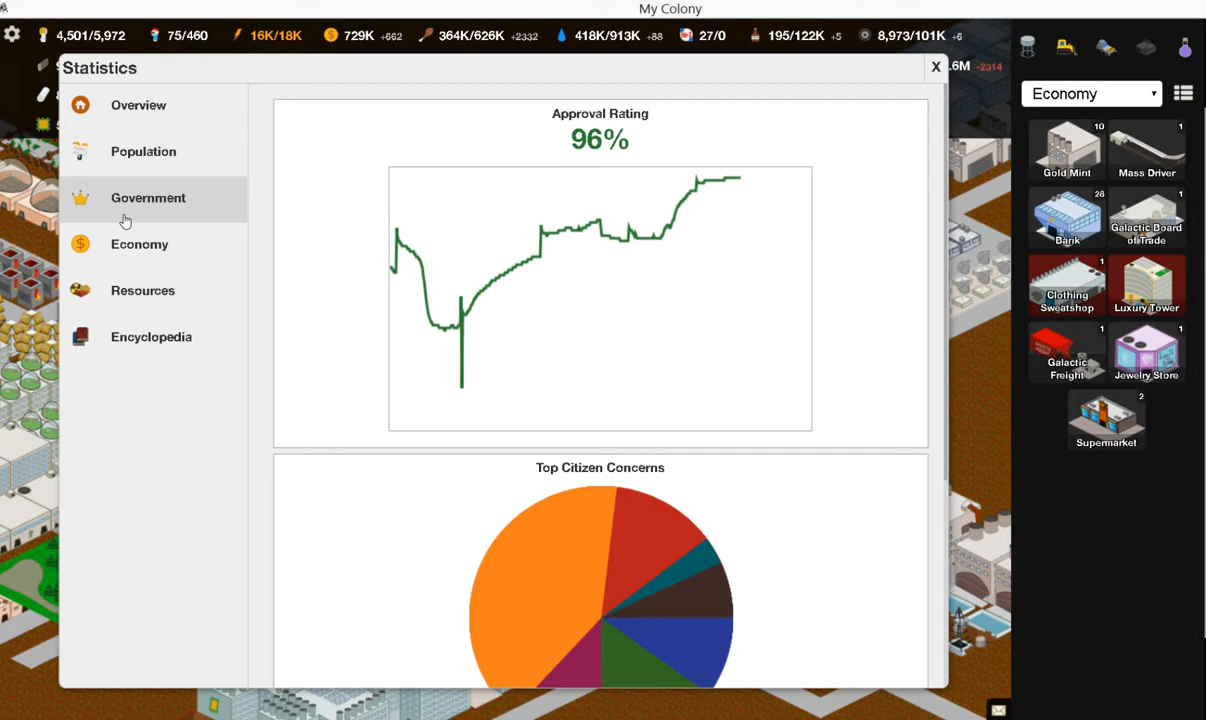 My Colony
4,501/5,972 75/460 16K/18K 729K +662 364K/626K +2332 418K/913K +88 27/0 195/122K +5 8,973/101K +6
Statistics X
.6M -2314
Overview
Population
Government
Economy
Resources
Encyclopedia
Approval Rating
96%
Top Citizen Concerns
Economy
10
Gold Mint
1
Mass Driver
26
Bank
1
Galactic Board
of Trade
1
Clothing
Sweatshop
Luxury Tower
1
Galactic
Freight
1
Jewelry Store
2
Supermarket